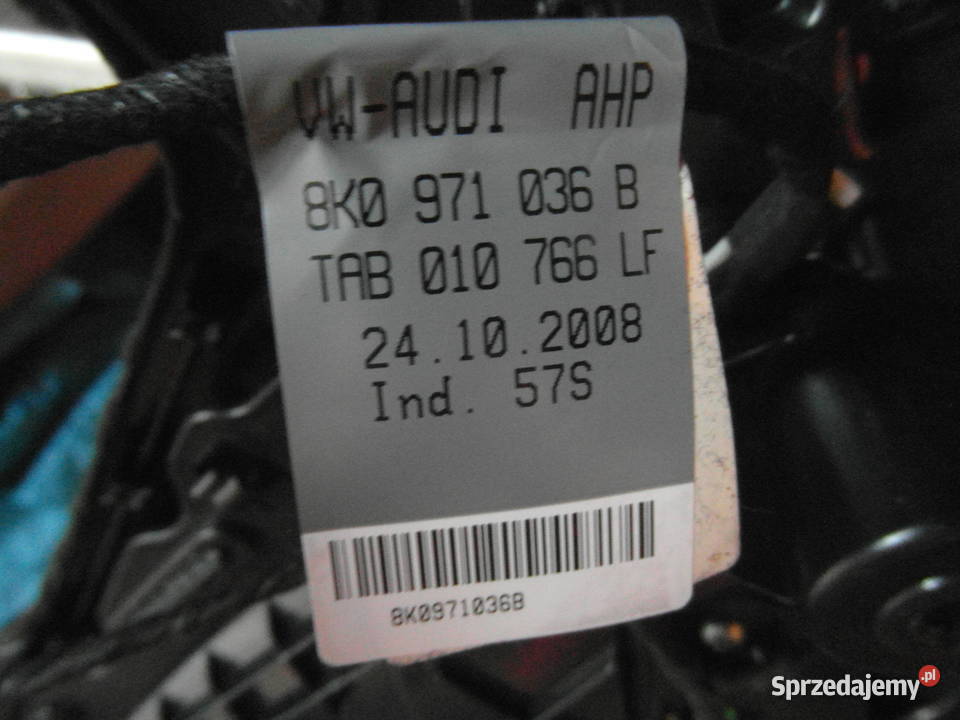 VW-AUDI AHP
8K0 971 036 B
TAB 010 766 LF
24.10.2008
Ind. 57S
8K0971036B
Sprzedajemy.pl